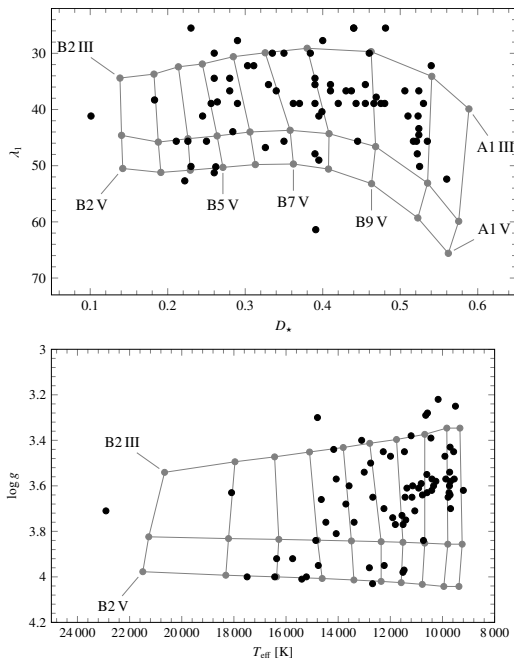 30
40
50
60
70
λ₁
B2 III
B2 V
B5 V
B7 V
B9 V
A1 III
A1 V
0.1 0.2 0.3 0.4 0.5 0.6
D⋆
3
3.2
3.4
3.6
3.8
4
4.2
log g
B2 III
B2 V
24 000 22 000 20 000 18 000 16 000 14 000 12 000 10 000 8 000
T_eff [K]